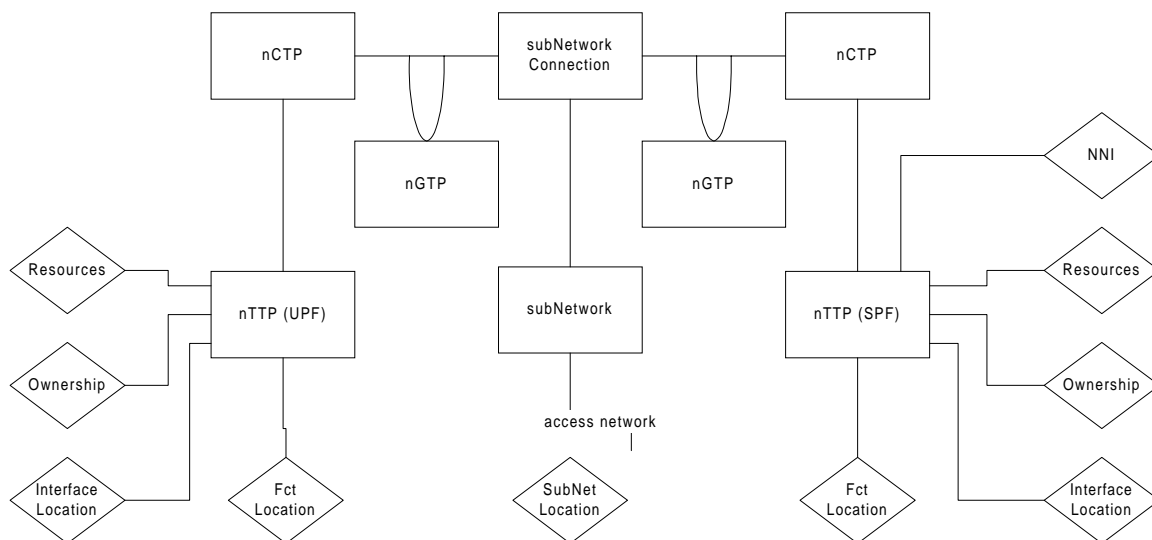 nCTP
subNetwork
Connection
nCTP
NNI
nGTP
nGTP
Resources
Resources
nTTP (UPF)
subNetwork
nTTP (SPF)
Ownership
Ownership
access network
Interface
Location
Fct
Location
SubNet
Location
Fct
Location
Interface
Location